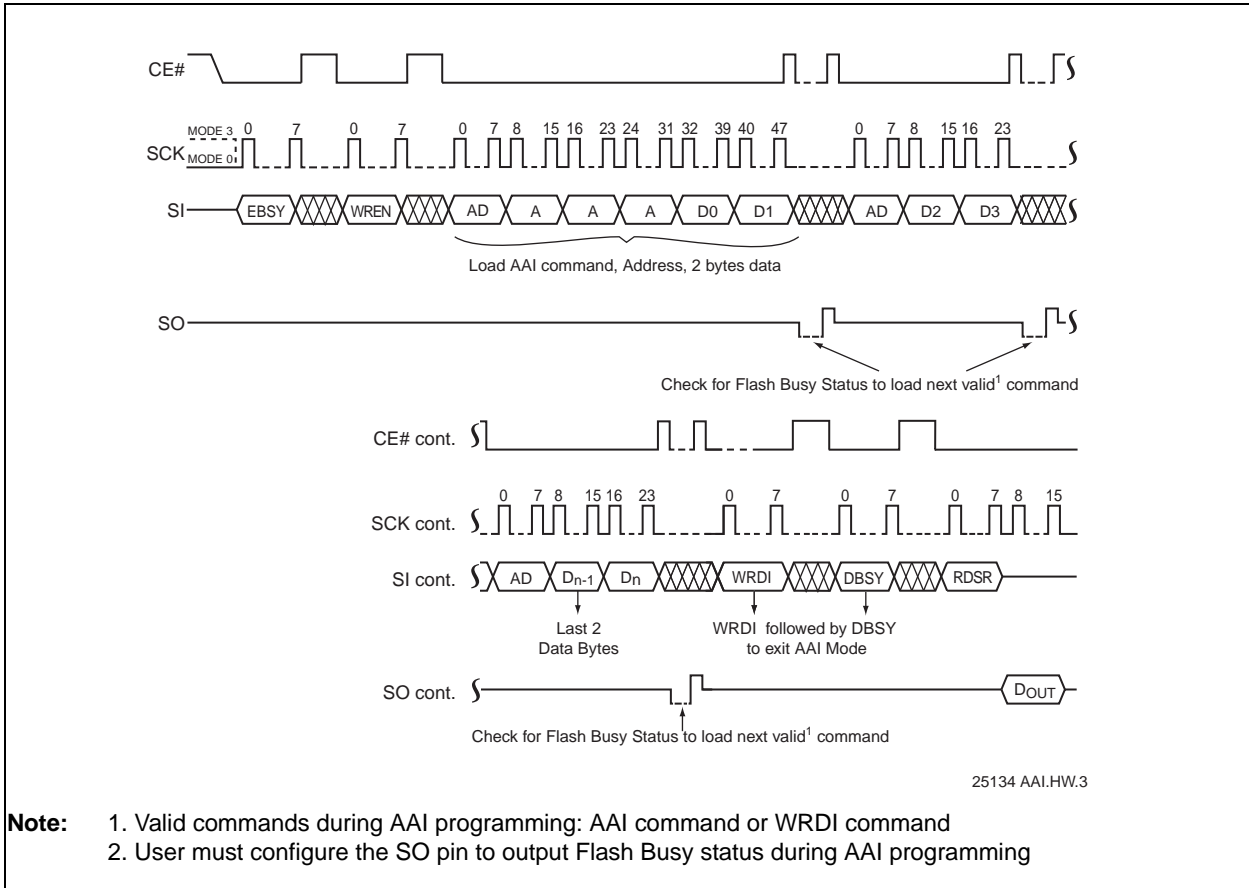 CE#
MODE 3
SCK MODE 0
0 7 0 7 0 7 8 15 16 23 24 31 32 39 40 47 0 7 8 15 16 23
SI EBSY WREN AD A A A D0 D1 AD D2 D3
Load AAI command, Address, 2 bytes data
SO
Check for Flash Busy Status to load next valid1 command
CE# cont.
0 7 8 15 16 23 0 7 0 7 0 7 8 15
SCK cont.
SI cont. AD Dn-1 Dn WRDI DBSY RDSR
Last 2
Data Bytes
WRDI followed by DBSY
to exit AAI Mode
SO cont. DOUT
Check for Flash Busy Status to load next valid1 command
25134 AAI.HW.3
Note: 1. Valid commands during AAI programming: AAI command or WRDI command
2. User must configure the SO pin to output Flash Busy status during AAI programming